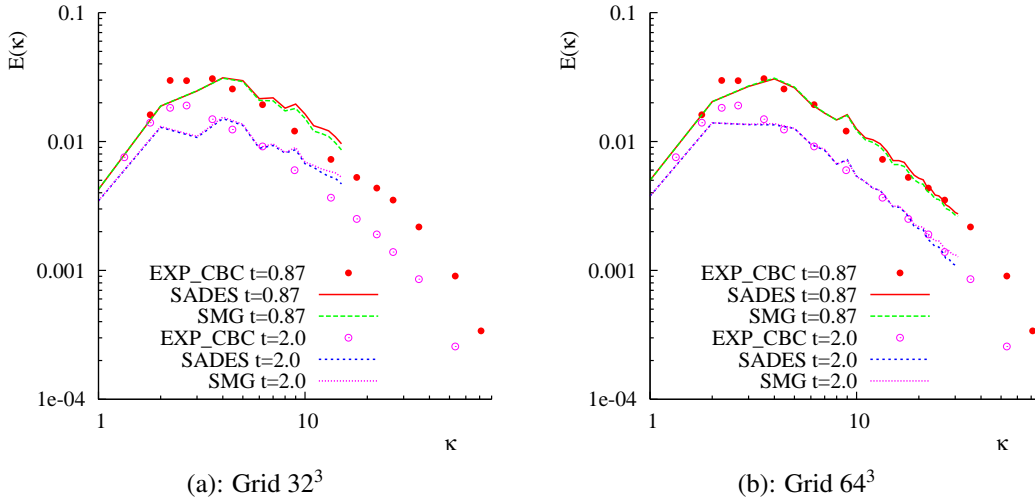 0.1
E(κ)
0.01
0.001
1e-04
1
10
κ
EXP_CBC t=0.87
SADES t=0.87
SMG t=0.87
EXP_CBC t=2.0
SADES t=2.0
SMG t=2.0
(a): Grid 32³
0.1
E(κ)
0.01
0.001
1e-04
1
10
κ
EXP_CBC t=0.87
SADES t=0.87
SMG t=0.87
EXP_CBC t=2.0
SADES t=2.0
SMG t=2.0
(b): Grid 64³